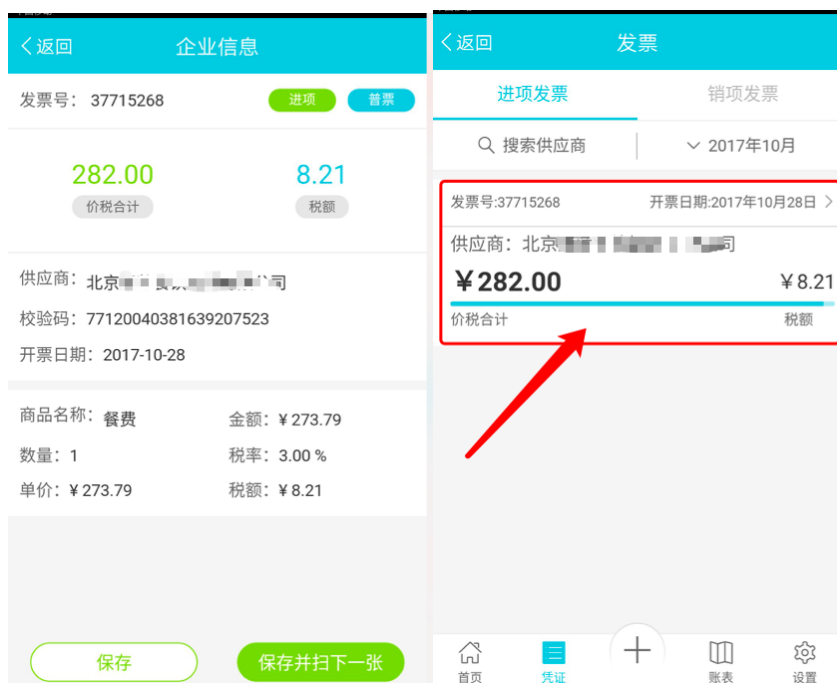 返回
企业信息
发票号： 37715268
进项
普票
282.00
8.21
价税合计
税额
供应商： 北京
司
校验码： 77120040381639207523
开票日期： 2017-10-28
商品名称： 餐费
金额： ¥ 273.79
数量： 1
税率： 3.00 %
单价： ¥ 273.79
税额： ¥ 8.21
保存
保存并扫下一张
返回
发票
进项发票
销项发票
搜索供应商
2017年10月
发票号:37715268
开票日期:2017年10月28日
供应商： 北京
司
¥ 282.00
¥ 8.21
价税合计
税额
首页
凭证
账表
设置